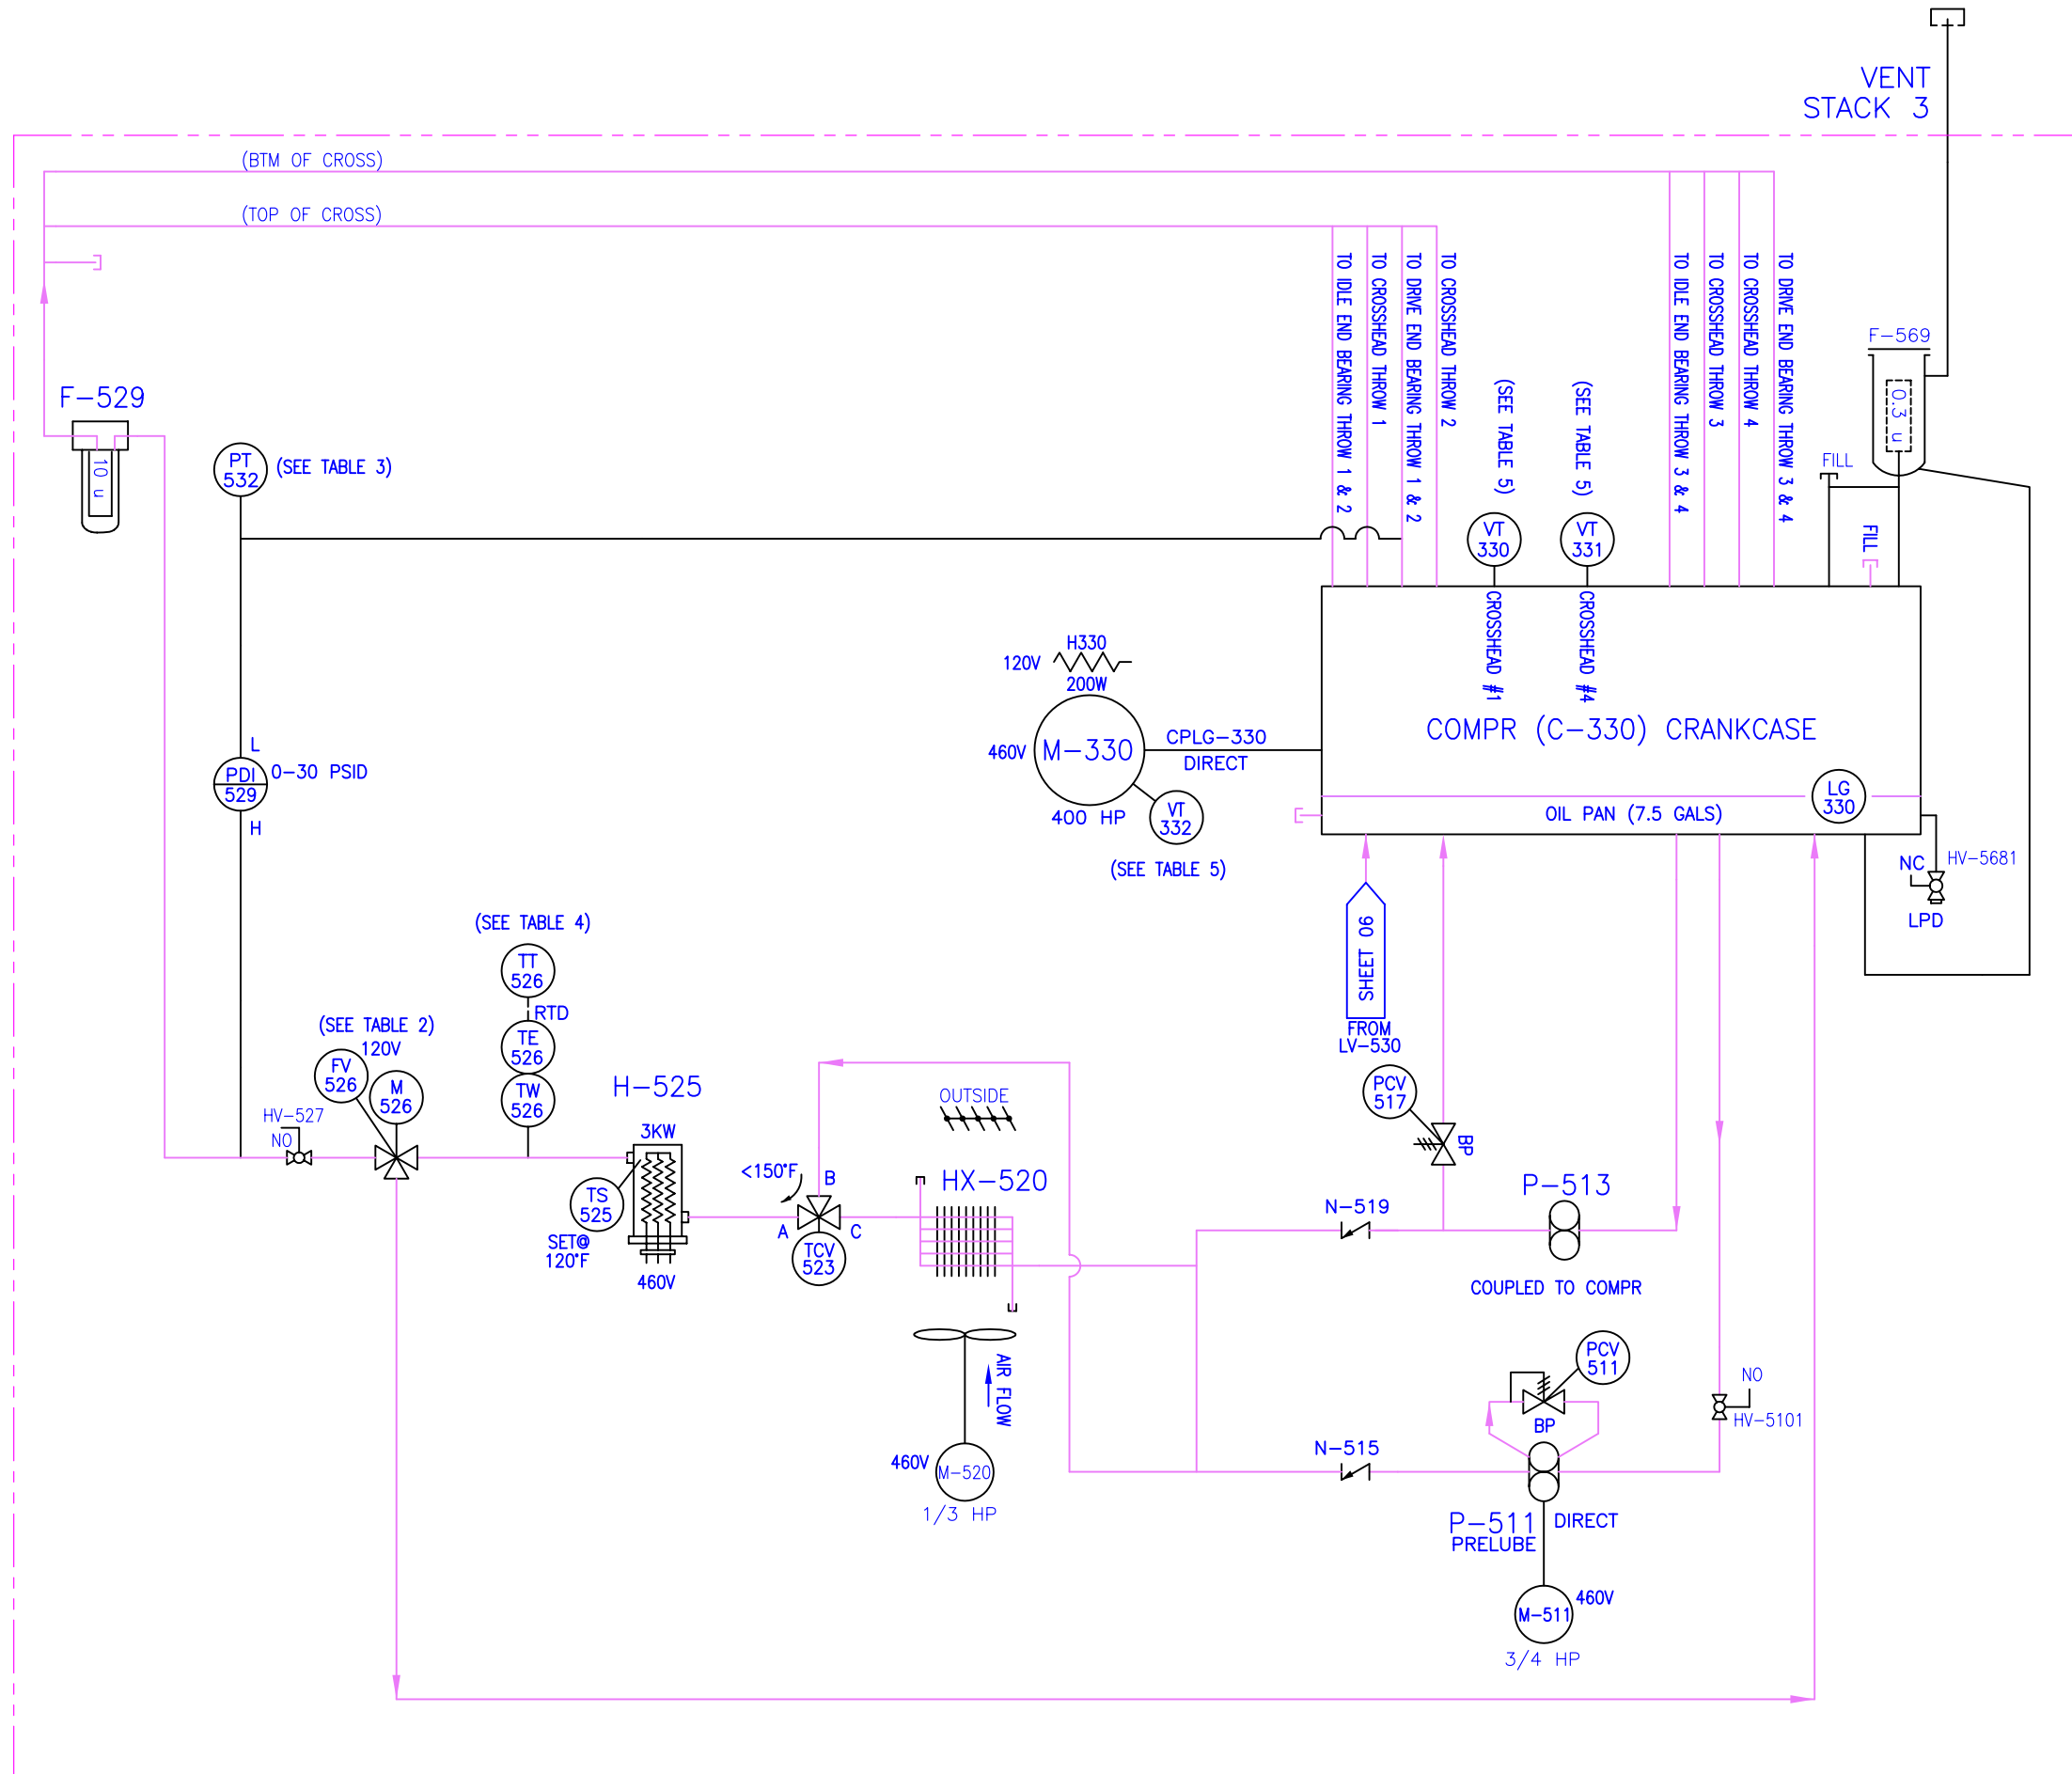 VENT
STACK 3
(BTM OF CROSS)
(TOP OF CROSS)
TO IDLE END BEARING THROW 1 & 2
TO CROSSHEAD THROW 1
TO DRIVE END BEARING THROW 1 & 2
TO CROSSHEAD THROW 2
(SEE TABLE 5)
(SEE TABLE 5)
TO IDLE END BEARING THROW 3 & 4
TO CROSSHEAD THROW 3
TO CROSSHEAD THROW 4
TO DRIVE END BEARING THROW 3 & 4
F-569
0.3 u
FILL
FILL
F-529
10 u
PT
532
(SEE TABLE 3)
VT
330
VT
331
CROSSHEAD #1
CROSSHEAD #4
H330
120V
200W
M-330
460V
400 HP
CPLG-330
DIRECT
VT
332
(SEE TABLE 5)
COMPR (C-330) CRANKCASE
LG
330
OIL PAN (7.5 GALS)
L
PDI
529
0-30 PSID
H
NC
HV-5681
LPD
SHEET 06
FROM
LV-530
(SEE TABLE 4)
TT
526
RTD
TE
526
TW
526
(SEE TABLE 2)
120V
FV
526
M
526
HV-527
NO
H-525
3KW
TS
525
SET@
120°F
460V
<150°F
A
B
C
TCV
523
OUTSIDE
HX-520
AIR FLOW
460V
M-520
1/3 HP
PCV
517
BP
N-519
P-513
COUPLED TO COMPR
PCV
511
BP
NO
HV-5101
N-515
P-511
PRELUBE
DIRECT
M-511
460V
3/4 HP